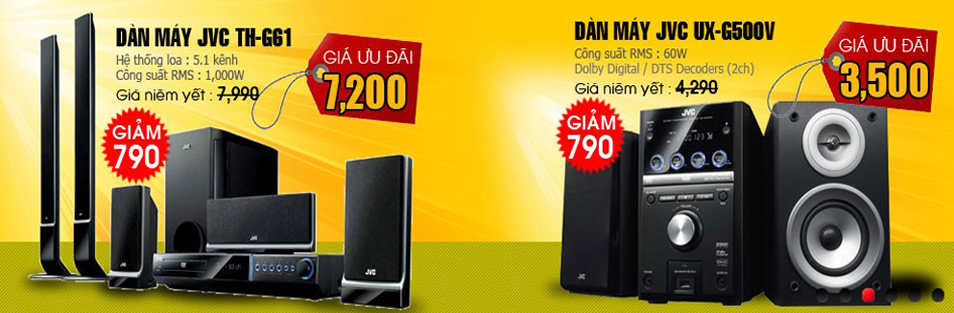 DÀN MÁY JVC TH-G61
Hệ thống loa : 5.1 kênh
Công suất RMS : 1,000W
Giá niêm yết : 7,990
GIÁ ƯU ĐÃI
7,200
GIẢM
790
JVC
JVC
JVC
JVC
DÀN MÁY JVC UX-G500V
Công suất RMS : 60W
Dolby Digital / DTS Decoders (2ch)
Giá niêm yết : 4,290
GIÁ ƯU ĐÃI
3,500
GIẢM
790
JVC
JVC